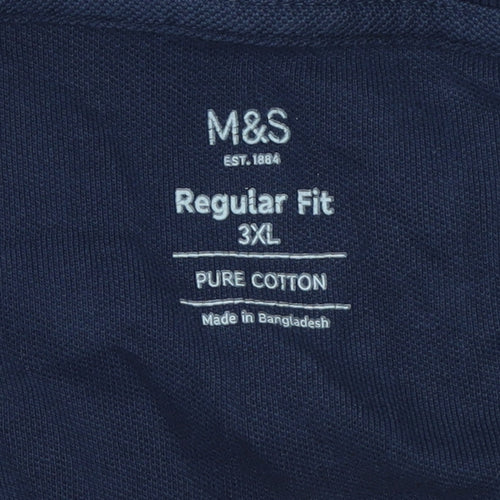 M&S
EST. 1884
Regular Fit
3XL
PURE COTTON
Made in Bangladesh